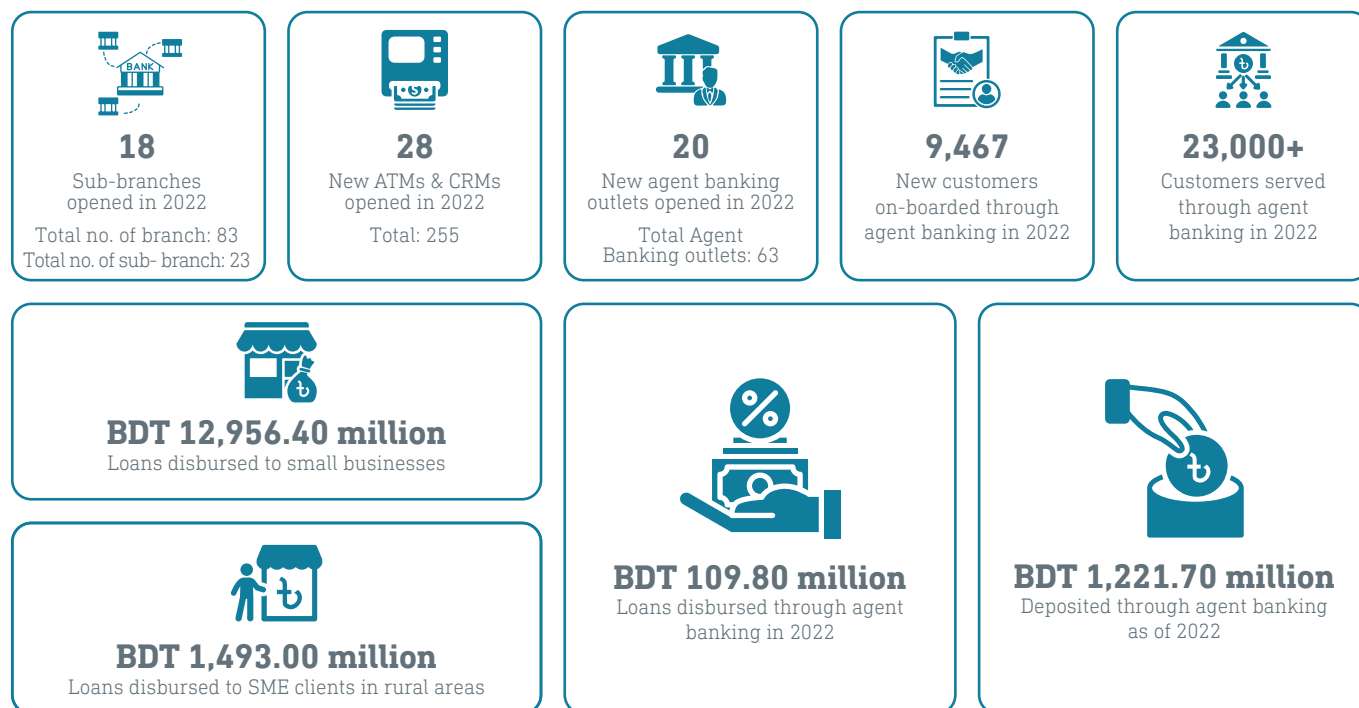 BANK
18
Sub-branches
opened in 2022
Total no. of branch: 83
Total no. of sub- branch: 23
$
28
New ATMs & CRMs
opened in 2022
Total: 255
20
New agent banking
outlets opened in 2022
Total Agent
Banking outlets: 63
9,467
New customers
on-boarded through
agent banking in 2022
৳
23,000+
Customers served
through agent
banking in 2022
৳
BDT 12,956.40 million
Loans disbursed to small businesses
৳
BDT 1,493.00 million
Loans disbursed to SME clients in rural areas
%
BDT 109.80 million
Loans disbursed through agent
banking in 2022
৳
BDT 1,221.70 million
Deposited through agent banking
as of 2022